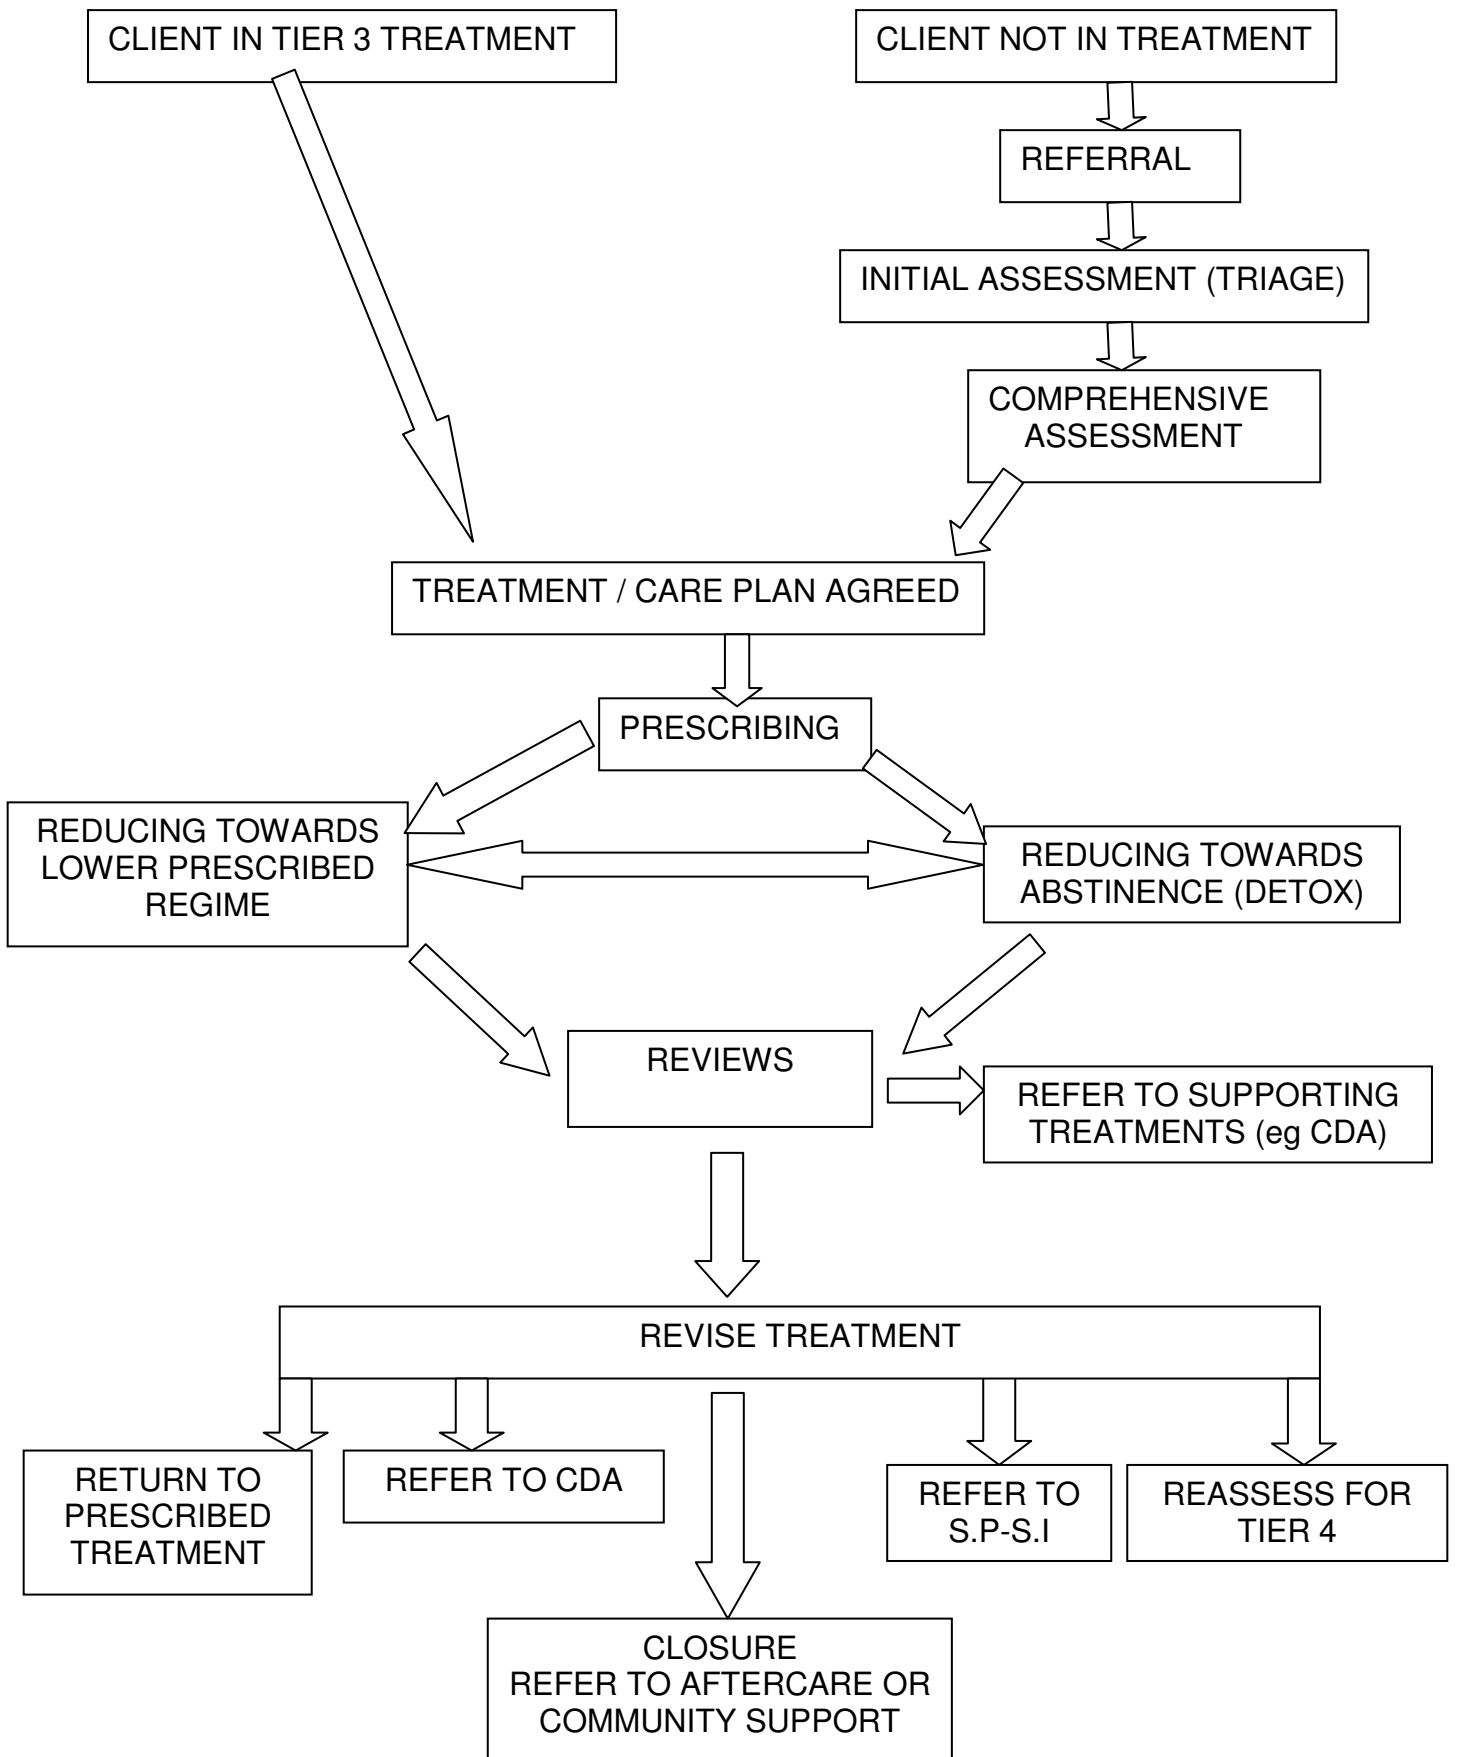 CLIENT IN TIER 3 TREATMENT
CLIENT NOT IN TREATMENT
REFERRAL
INITIAL ASSESSMENT (TRIAGE)
COMPREHENSIVE
ASSESSMENT
TREATMENT / CARE PLAN AGREED
PRESCRIBING
REDUCING TOWARDS
LOWER PRESCRIBED
REGIME
REDUCING TOWARDS
ABSTINENCE (DETOX)
REVIEWS
REFER TO SUPPORTING
TREATMENTS (eg CDA)
REVISE TREATMENT
RETURN TO
PRESCRIBED
TREATMENT
REFER TO CDA
REFER TO
S.P-S.I
REASSESS FOR
TIER 4
CLOSURE
REFER TO AFTERCARE OR
COMMUNITY SUPPORT